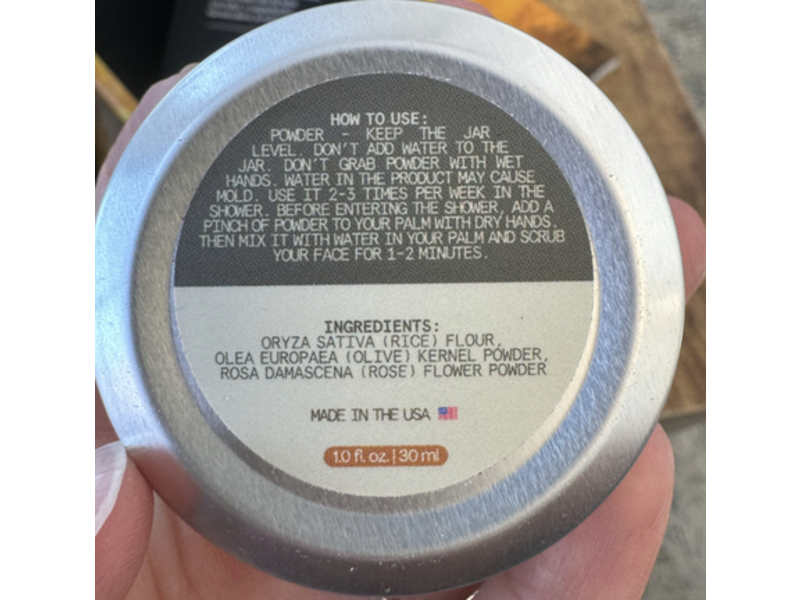 HOW TO USE:
POWDER - KEEP THE JAR
LEVEL. DON'T ADD WATER TO THE
JAR. DON'T GRAB POWDER WITH WET
HANDS. WATER IN THE PRODUCT MAY CAUSE
MOLD. USE IT 2-3 TIMES PER WEEK IN THE
SHOWER. BEFORE ENTERING THE SHOWER, ADD A
PINCH OF POWDER TO YOUR PALM WITH DRY HANDS,
THEN MIX IT WITH WATER IN YOUR PALM AND SCRUB
YOUR FACE FOR 1-2 MINUTES.
INGREDIENTS:
ORYZA SATIVA (RICE) FLOUR,
OLEA EUROPAEA (OLIVE) KERNEL POWDER,
ROSA DAMASCENA (ROSE) FLOWER POWDER
MADE IN THE USA
1.0 fl. oz. | 30 ml